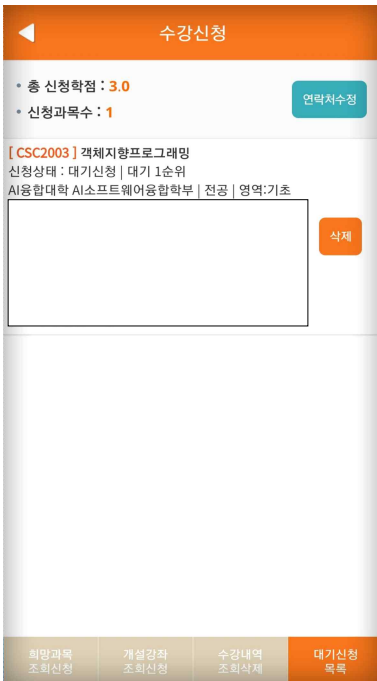 수강신청
• 총 신청학점 : 3.0
• 신청과목수 : 1
연락처수정
[ CSC2003 ] 객체지향프로그래밍
신청상태 : 대기신청 | 대기 1순위
AI융합대학 AI소프트웨어융합학부 | 전공 | 영역:기초
삭제
희망과목
조회신청
개설강좌
조회신청
수강내역
조회삭제
대기신청
목록